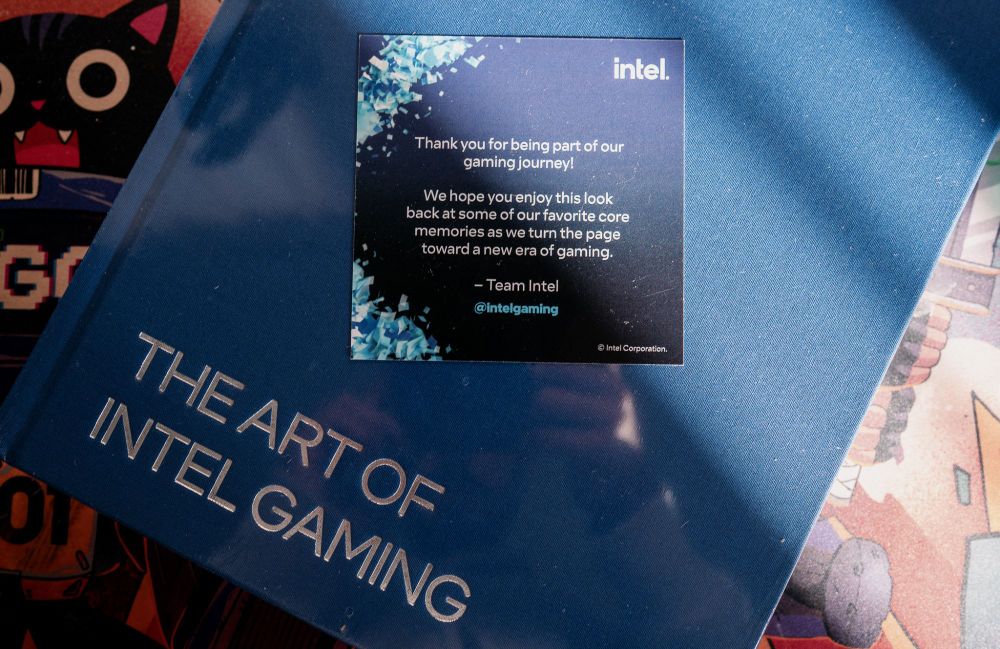 intel.
Thank you for being part of our
gaming journey!
We hope you enjoy this look
back at some of our favorite core
memories as we turn the page
toward a new era of gaming.
– Team Intel
@intelgaming
© Intel Corporation.
THE ART OF
INTEL GAMING